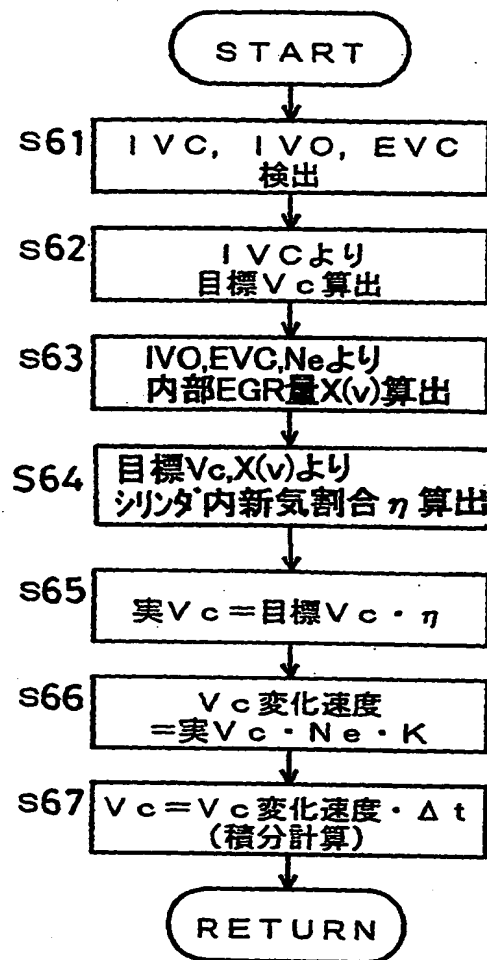 START
S61
IVC, IVO, EVC
検出
S62
IVCより
目標Vc算出
S63
IVO,EVC,Neより
内部EGR量X(v)算出
S64
目標Vc,X(v)より
シリンダ内新気割合η算出
S65
実Vc=目標Vc・η
S66
Vc変化速度
=実Vc・Ne・K
S67
Vc=Vc変化速度・Δt
(積分計算)
RETURN